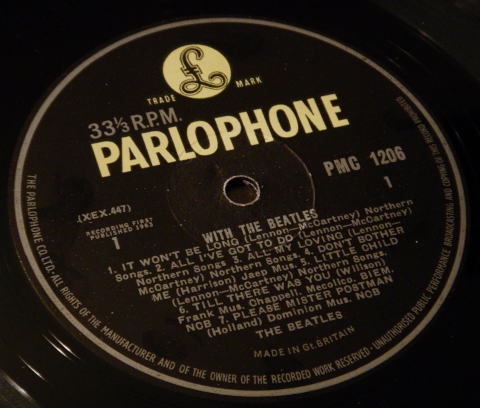 £
TRADE MARK
33⅓ R.P.M.
PARLOPHONE
PMC 1206
(XEX.447)
1
RECORDING FIRST
PUBLISHED 1963
1
WITH THE BEATLES
1. IT WON'T BE LONG (Lennon—McCartney) Northern
Songs. 2. ALL I'VE GOT TO DO (Lennon—McCartney)
Northern Songs. 3. ALL MY LOVING (Lennon—
McCartney) Northern Songs. 4. DON'T BOTHER
ME (Harrison) Jaep Mus. 5. LITTLE CHILD
(Lennon—McCartney) Northern Songs.
6. TILL THERE WAS YOU (Willson)
Frank Mus. Chappell, Mecolico, BIEM.
NCB 7. PLEASE MISTER POSTMAN
(Holland) Dominion Mus. NCB
THE BEATLES
MADE IN Gt. BRITAIN
THE PARLOPHONE CO. LTD.—ALL RIGHTS OF THE MANUFACTURER AND OF THE OWNER OF THE RECORDED WORK RESERVED—UNAUTHORISED PUBLIC PERFORMANCE, BROADCASTING AND COPYING OF THIS RECORD PROHIBITED